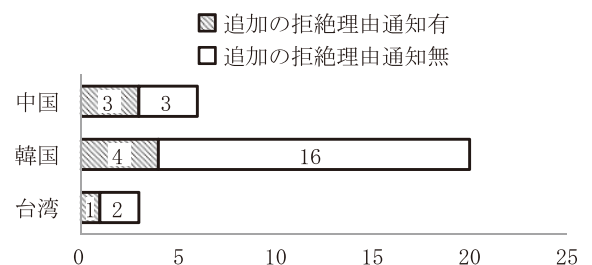 追加の拒絶理由通知有
追加の拒絶理由通知無
中国 3 3
韓国 4 16
台湾 1 2
0 5 10 15 20 25